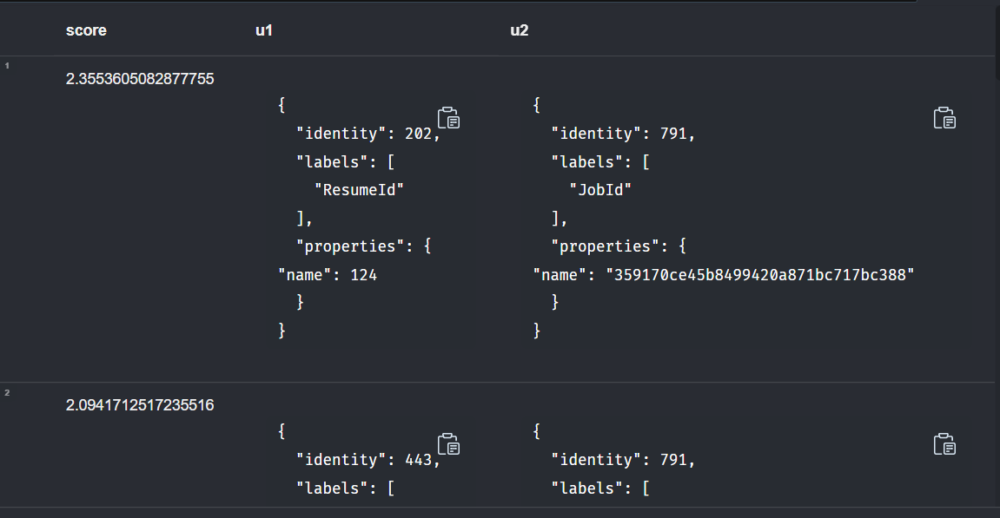 score u1 u2
1
2.3553605082877755
{
"identity": 202,
"labels": [
"ResumeId"
],
"properties": {
"name": 124
}
}
{
"identity": 791,
"labels": [
"JobId"
],
"properties": {
"name": "359170ce45b8499420a871bc717bc388"
}
}
2
2.0941712517235516
{
"identity": 443,
"labels": [
{
"identity": 791,
"labels": [